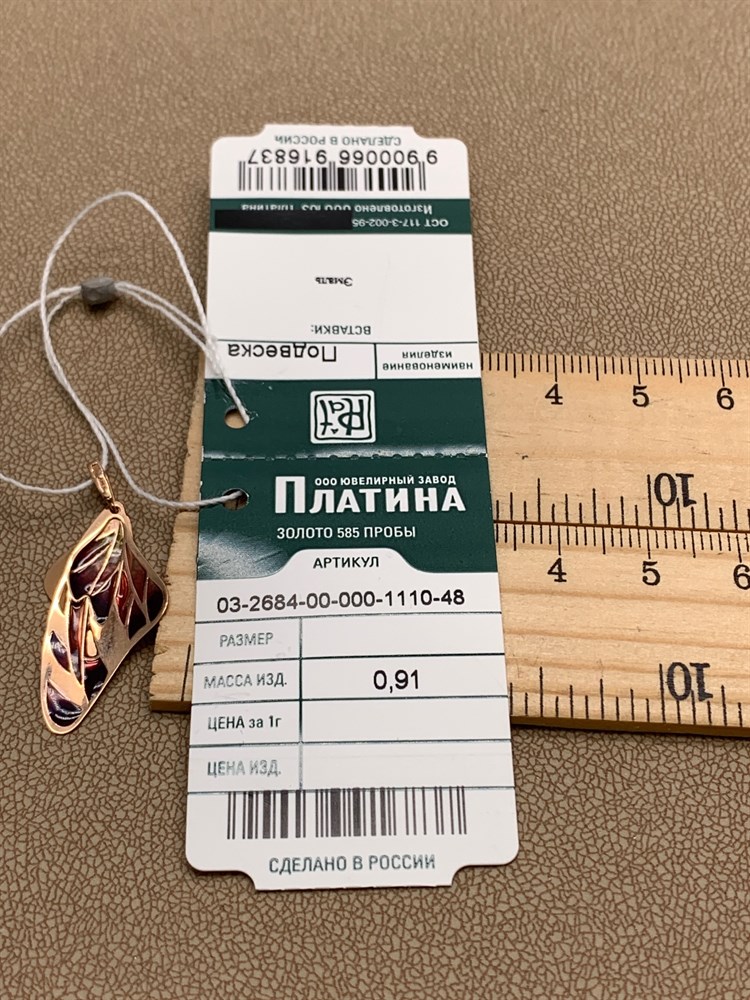 СДЕЛАНО В РОССИИ
9 900066 916837
Изготовлено ООО ЮЗ "Платина"
ОСТ 117-3-002-95
Эмаль
ВСТАВКИ:
наименование изделия
Подвеска
Plat
ООО ЮВЕЛИРНЫЙ ЗАВОД
ПЛАТИНА
ЗОЛОТО 585 ПРОБЫ
АРТИКУЛ
03-2684-00-000-1110-48
РАЗМЕР
МАССА ИЗД. 0,91
ЦЕНА за 1г
ЦЕНА ИЗД.
СДЕЛАНО В РОССИИ
4 5 6
10
4 5 6
10